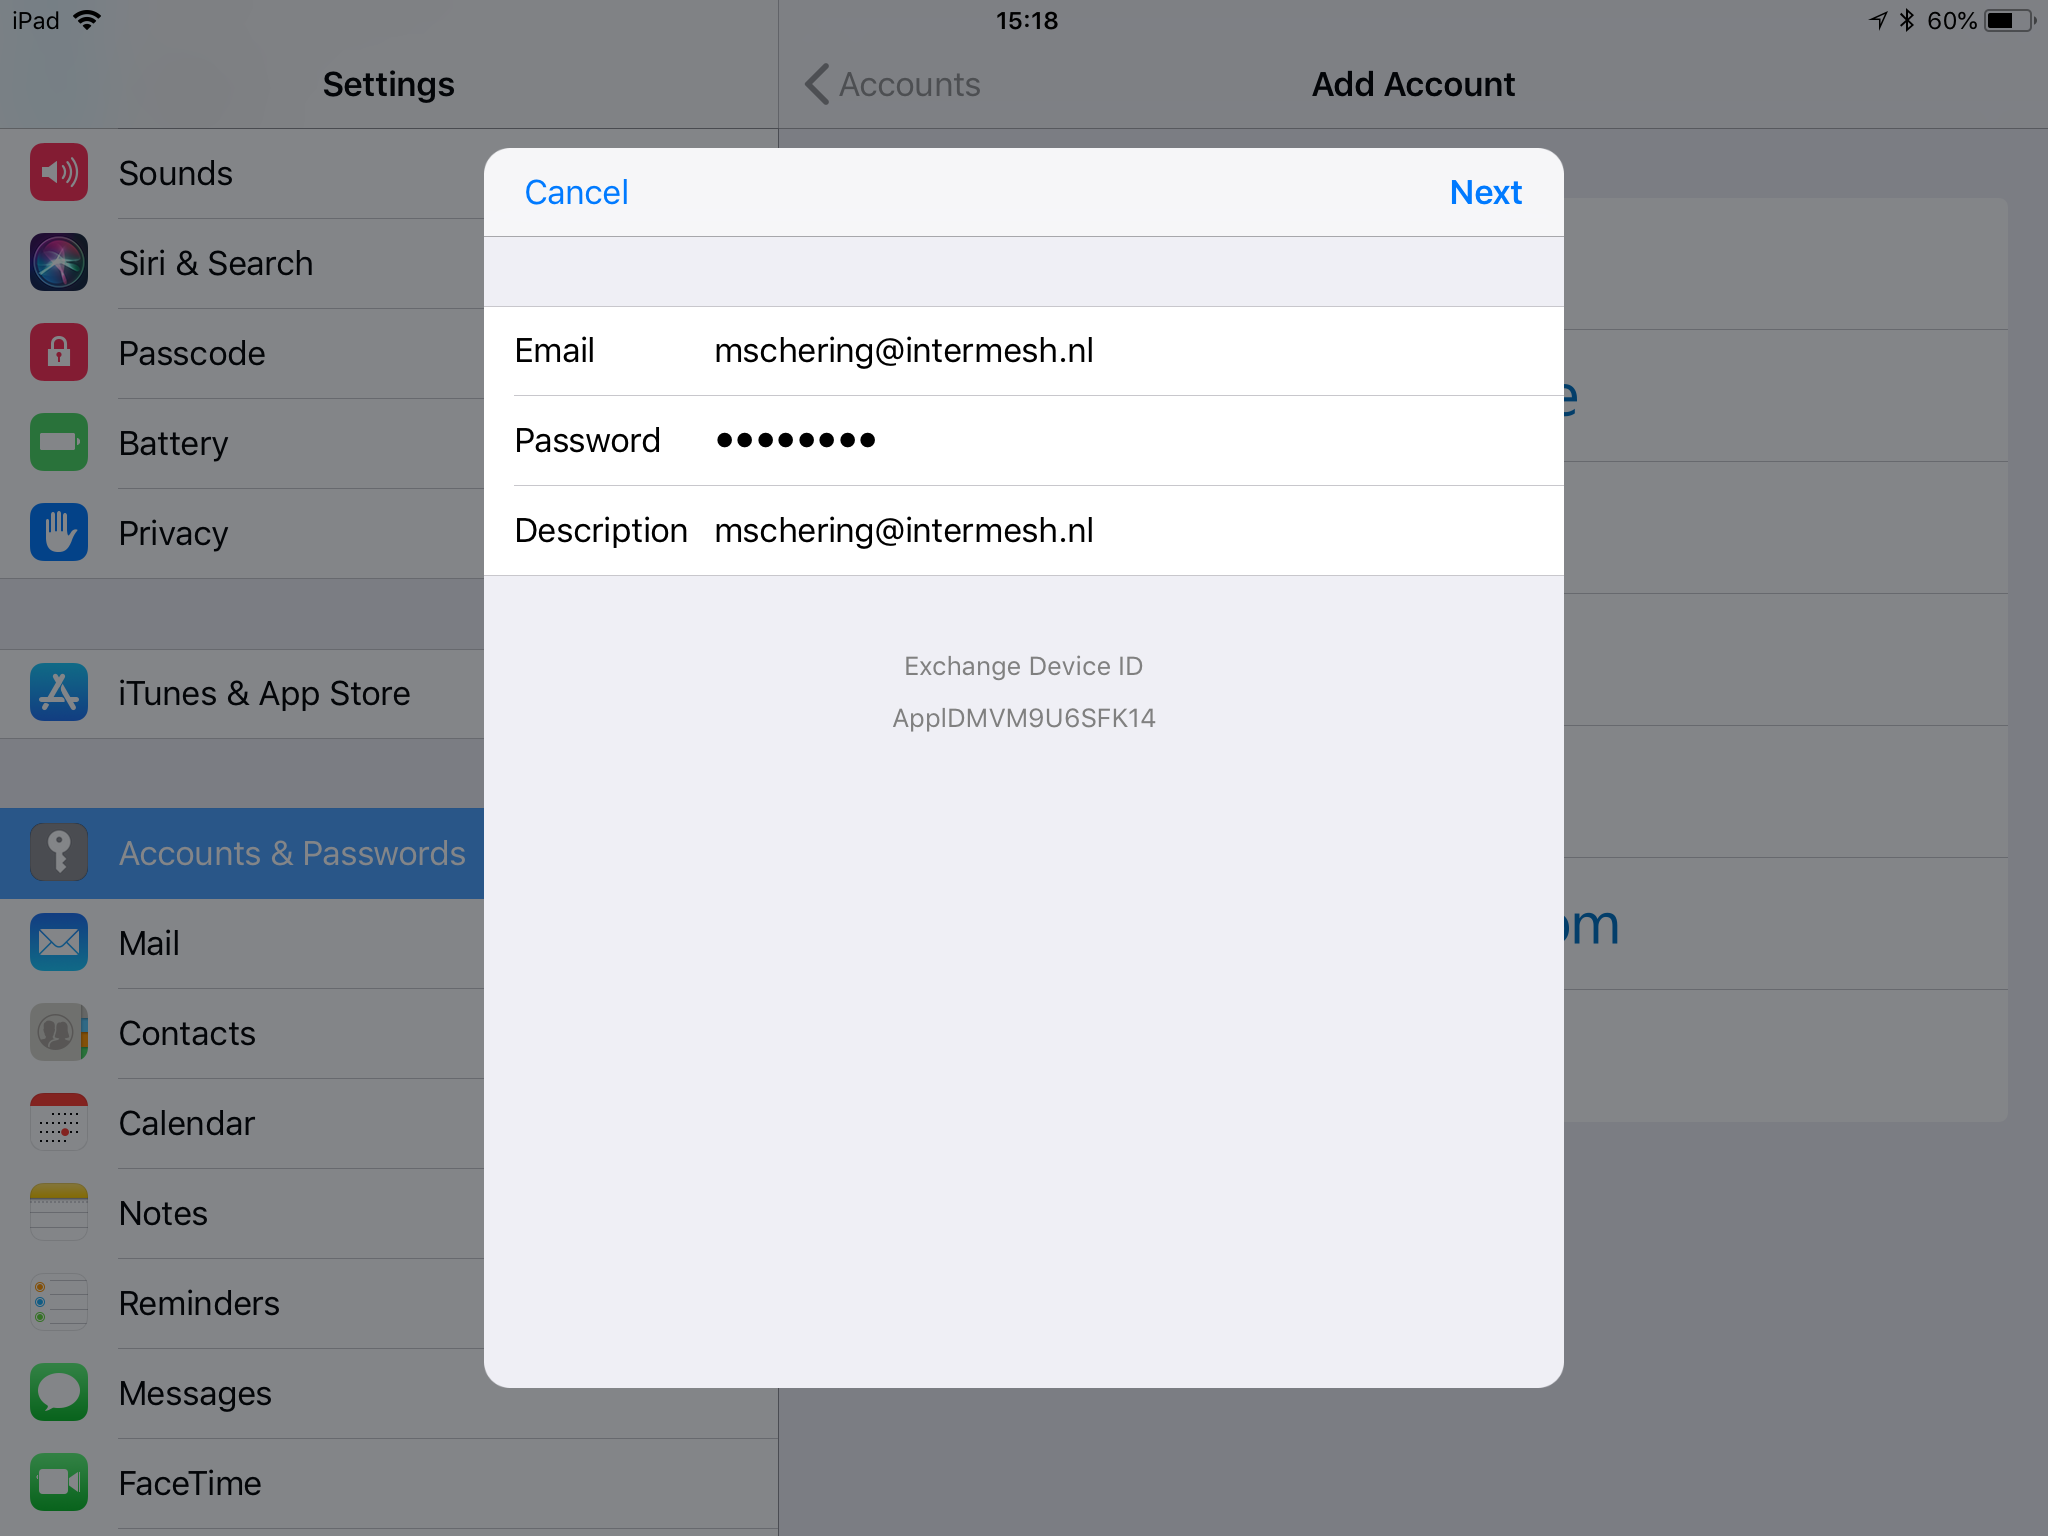 iPad
15:18
60%
Settings
Accounts
Add Account
Sounds
Siri & Search
Passcode
Battery
Privacy
iTunes & App Store
Accounts & Passwords
Mail
Contacts
Calendar
Notes
Reminders
Messages
FaceTime
Cancel
Next
Email mschering@intermesh.nl
Password ••••••••
Description mschering@intermesh.nl
Exchange Device ID
ApplDMVM9U6SFK14